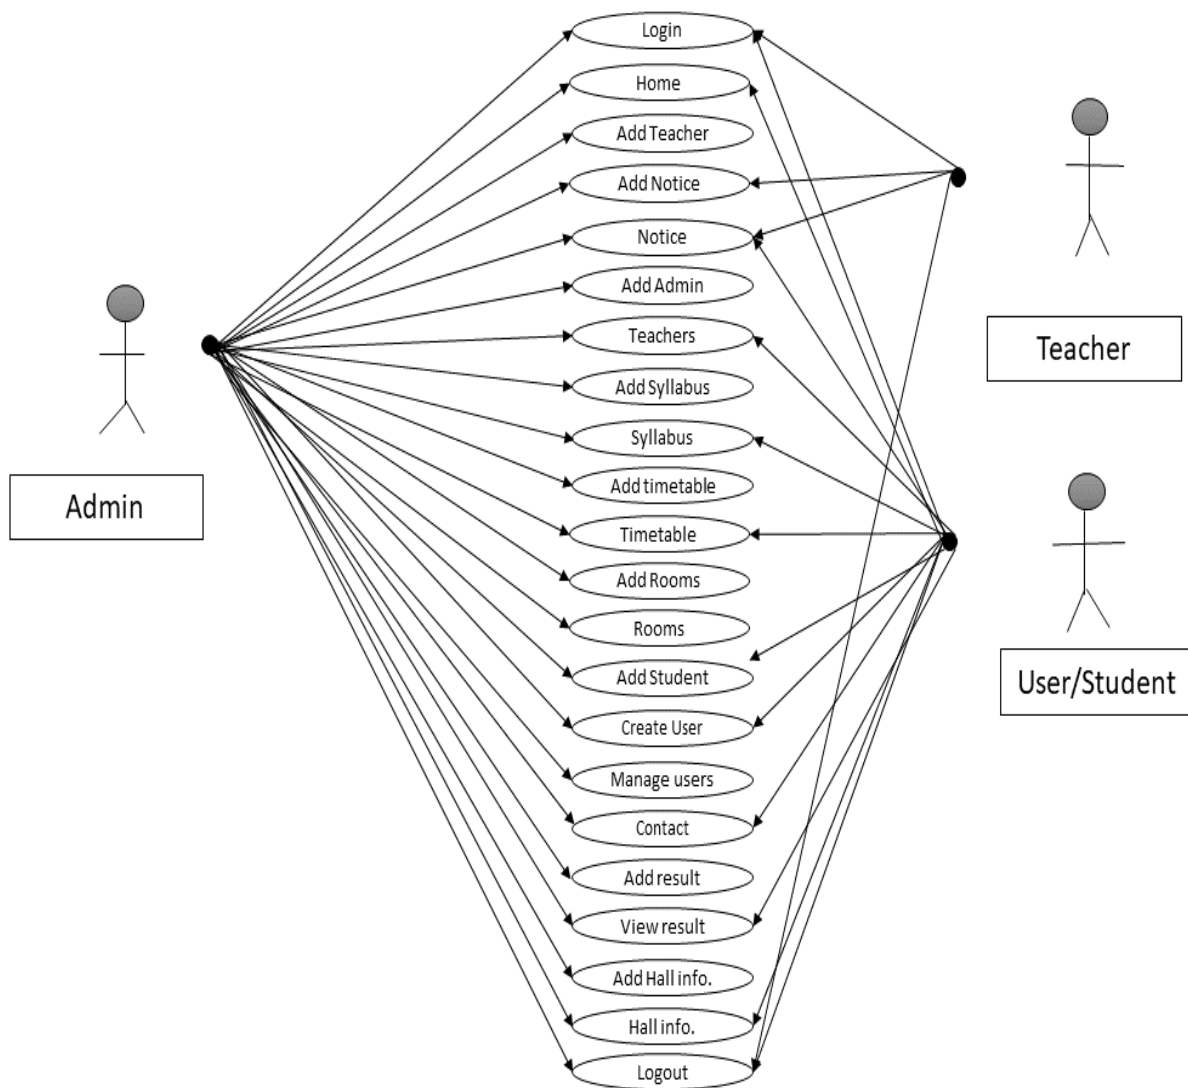 Login
Home
Add Teacher
Add Notice
Notice
Add Admin
Teachers
Add Syllabus
Syllabus
Add timetable
Timetable
Add Rooms
Rooms
Add Student
Create User
Manage users
Contact
Add result
View result
Add Hall info.
Hall info.
Logout
Admin
Teacher
User/Student